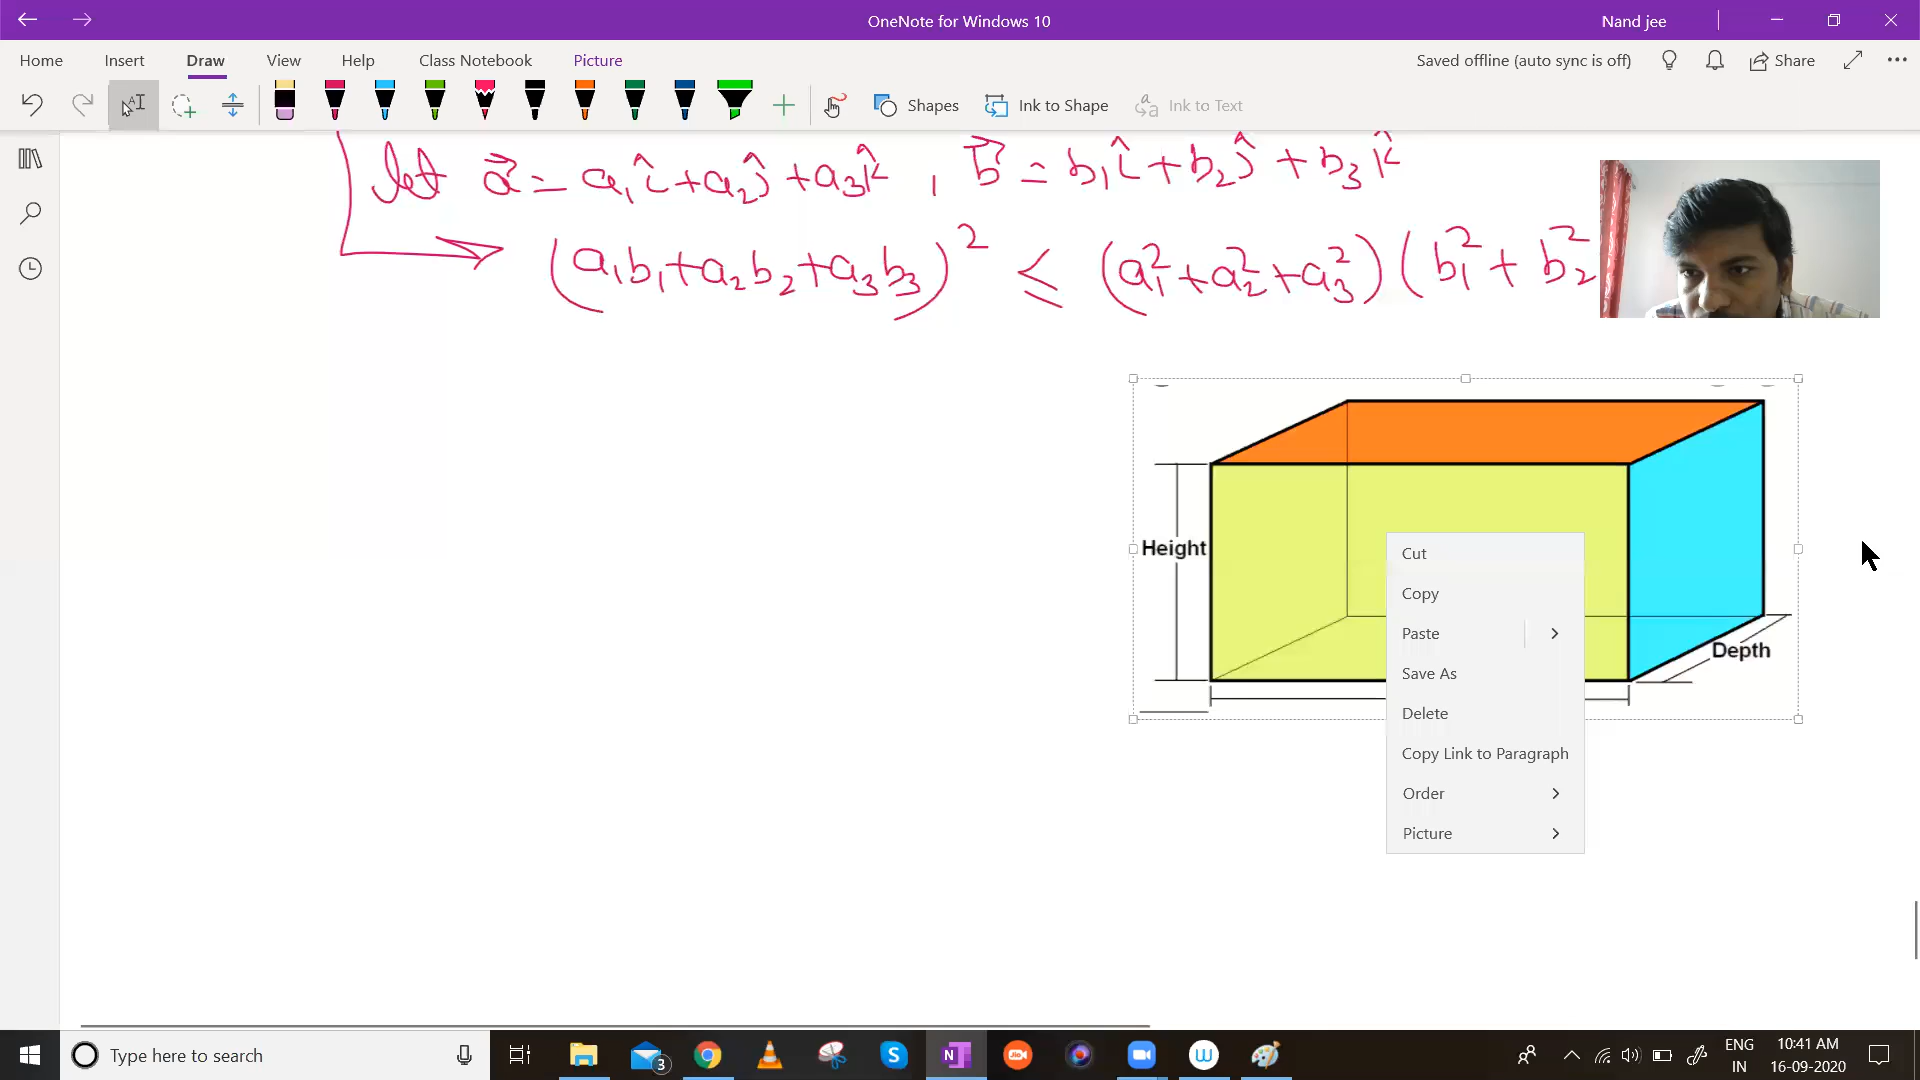 OneNote for Windows 10
Nand jee
Home Insert Draw View Help Class Notebook Picture
Saved offline (auto sync is off) Share
Shapes Ink to Shape Ink to Text
let a⃗ = a₁î + a₂ĵ + a₃k̂ , b⃗ = b₁î + b₂ĵ + b₃k̂
(a₁b₁ + a₂b₂ + a₃b₃)² ≤ (a₁² + a₂² + a₃²) (b₁² + b₂²
Height
Depth
Cut
Copy
Paste
Save As
Delete
Copy Link to Paragraph
Order
Picture
Type here to search
3
ENG
IN
10:41 AM
16-09-2020